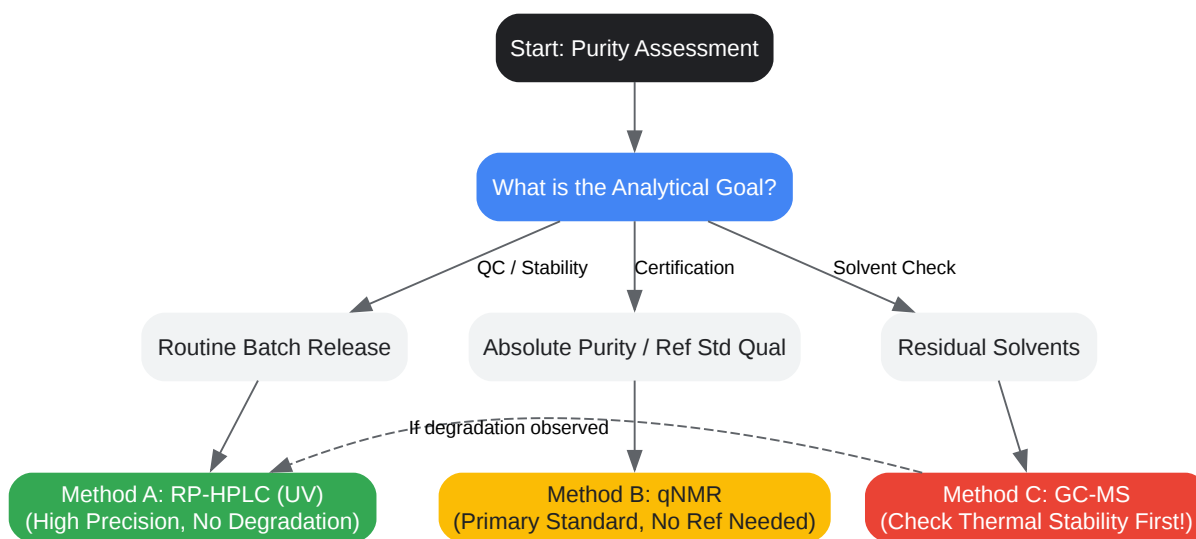 Start: Purity Assessment
What is the Analytical Goal?
QC / Stability
Certification
Solvent Check
Routine Batch Release
Absolute Purity / Ref Std Qual
Residual Solvents
If degradation observed
Method A: RP-HPLC (UV)
(High Precision, No Degradation)
Method B: qNMR
(Primary Standard, No Ref Needed)
Method C: GC-MS
(Check Thermal Stability First!)